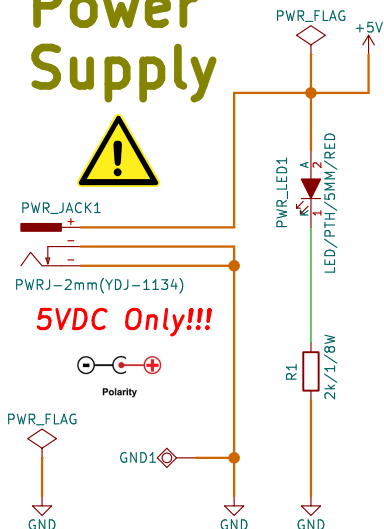 Power
Supply
PWR_FLAG
+5V
PWR_JACK1
+
−
−
PWRJ-2mm(YDJ-1134)
PWR_LED1
A
2
K
1
LED/PTH/5MM/RED
5VDC Only!!!
− +
Polarity
R1
2k/1/8W
PWR_FLAG
GND1
GND
GND
GND